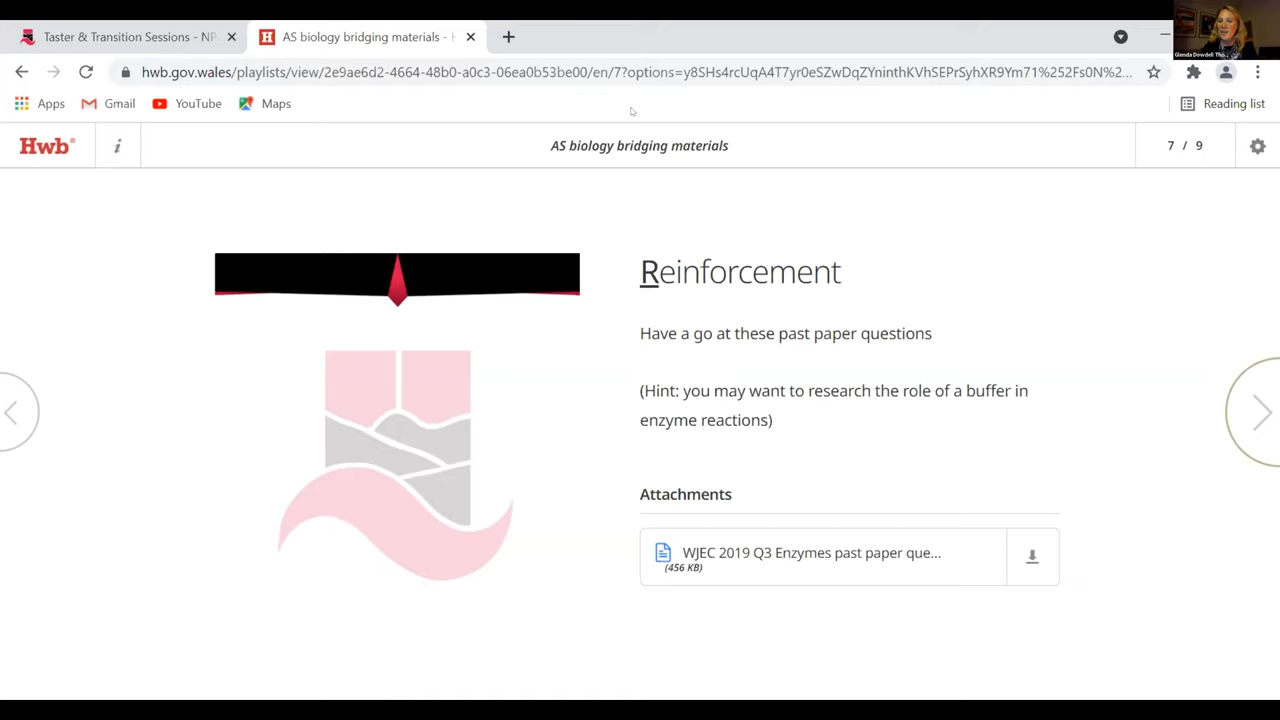 Taster & Transition Sessions - NP
AS biology bridging materials - H
hwb.gov.wales/playlists/view/2e9ae6d2-4664-48b0-a0c3-06ea0b53be00/en/7?options=y8SHs4rcUqA4T7yr0eSZwDqZYninthKVhSEPrSyhXR9Ym71%252Fs0N%2...
Apps Gmail YouTube Maps Reading list
Glenda Dowdell Tho...
Hwb i AS biology bridging materials 7 / 9
Reinforcement
Have a go at these past paper questions
(Hint: you may want to research the role of a buffer in
enzyme reactions)
Attachments
WJEC 2019 Q3 Enzymes past paper que...
(456 KB)